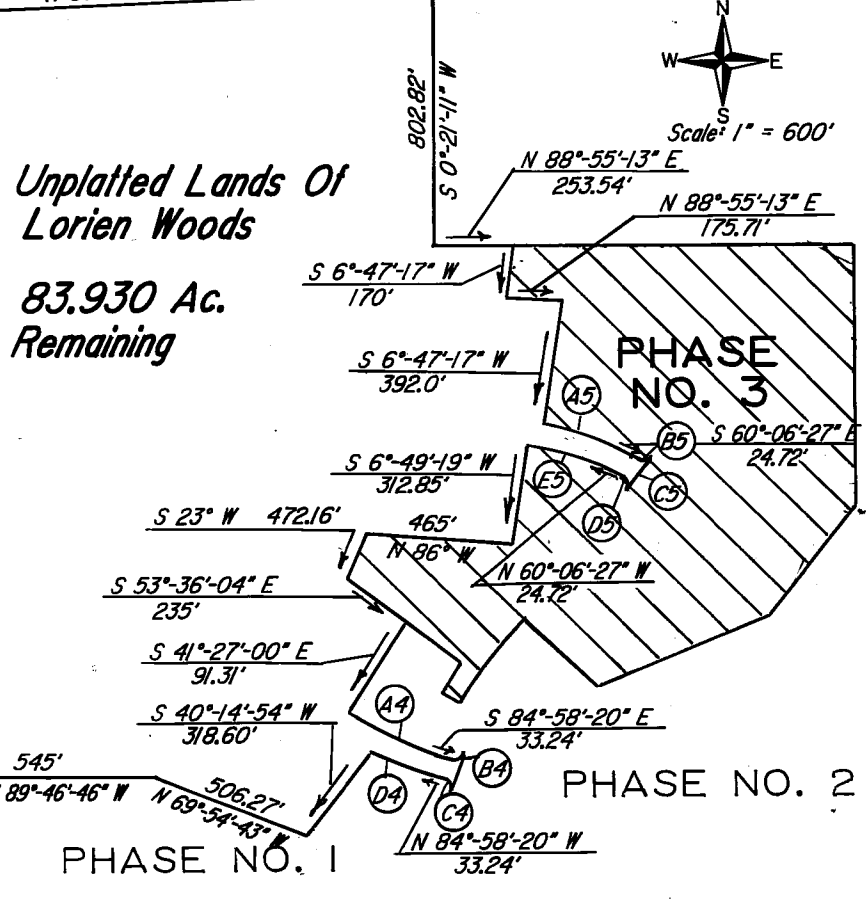 N
W E
S
Scale: 1" = 600'
802.82'
S 0°-21'-11" W
N 88°-55'-13" E
253.54'
N 88°-55'-13" E
175.71'
Unplatted Lands Of
Lorien Woods
83.930 Ac.
Remaining
S 6°-47'-17" W
170'
PHASE
NO. 3
S 6°-47'-17" W
392.0'
A5
B5
S 60°-06'-27" E
24.72'
S 6°-49'-19" W
312.85'
E5
C5
D5
S 23° W 472.16'
465'
N 86° W
N 60°-06'-27" W
24.72'
S 53°-36'-04" E
235'
S 41°-27'-00" E
91.31'
A4
S 40°-14'-54" W
318.60'
S 84°-58'-20" E
33.24'
B4
545'
89°-46'-46" W
506.27'
N 69°-54'-43" W
D4
C4
PHASE NO. 2
PHASE NO. 1
N 84°-58'-20" W
33.24'